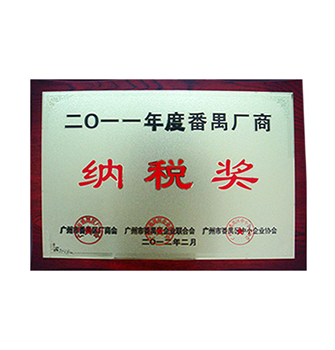 二〇一一年度番禺厂商
纳税奖
广州市番禺区厂商会 广州市番禺区企业联合会 广州市番禺区中小企业协会
二〇一二年二月